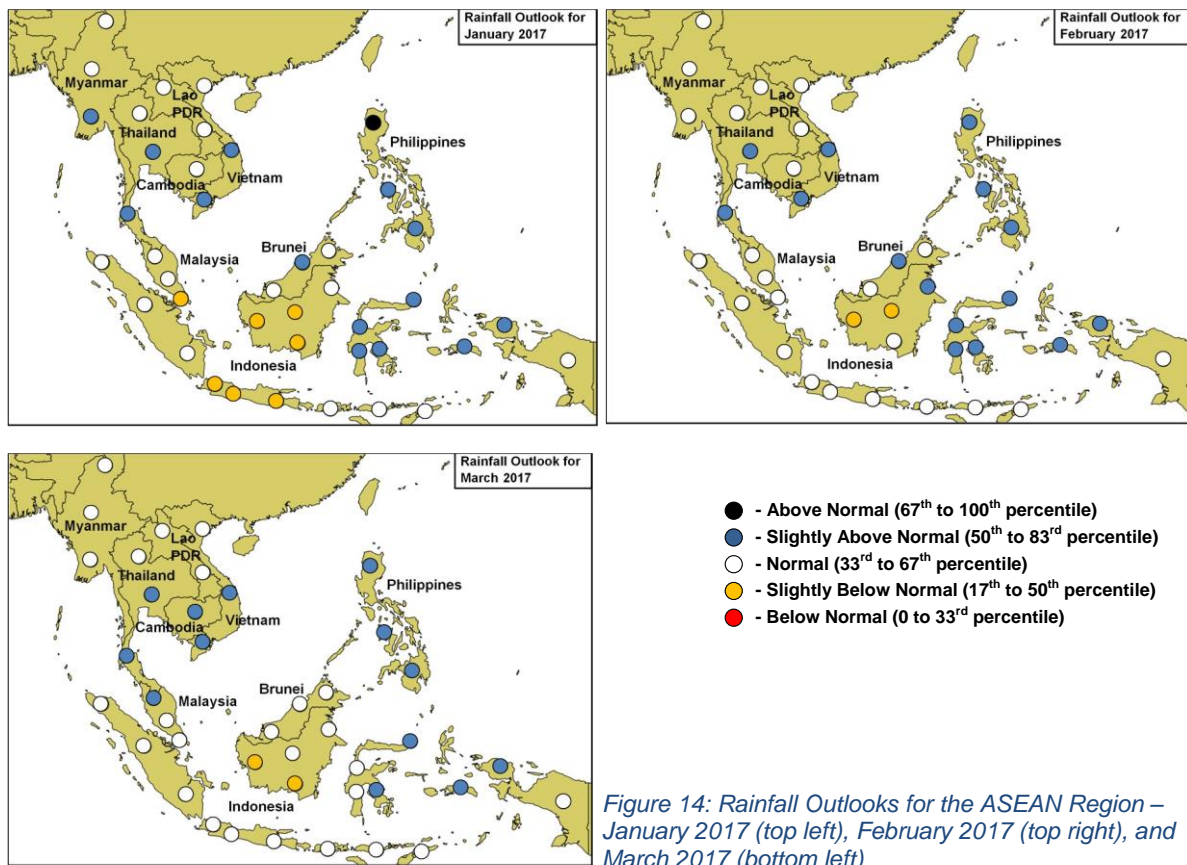 Rainfall Outlook for
January 2017
Myanmar
Lao
PDR
Thailand
Philippines
Cambodia
Vietnam
Brunei
Malaysia
Indonesia
Rainfall Outlook for
February 2017
Myanmar
Lao
PDR
Thailand
Philippines
Cambodia
Vietnam
Brunei
Malaysia
Indonesia
Rainfall Outlook for
March 2017
Myanmar
Lao
PDR
Thailand
Philippines
Cambodia
Vietnam
Brunei
Malaysia
Indonesia
- Above Normal (67th to 100th percentile)
- Slightly Above Normal (50th to 83rd percentile)
- Normal (33rd to 67th percentile)
- Slightly Below Normal (17th to 50th percentile)
- Below Normal (0 to 33rd percentile)
Figure 14: Rainfall Outlooks for the ASEAN Region –
January 2017 (top left), February 2017 (top right), and
March 2017 (bottom left)